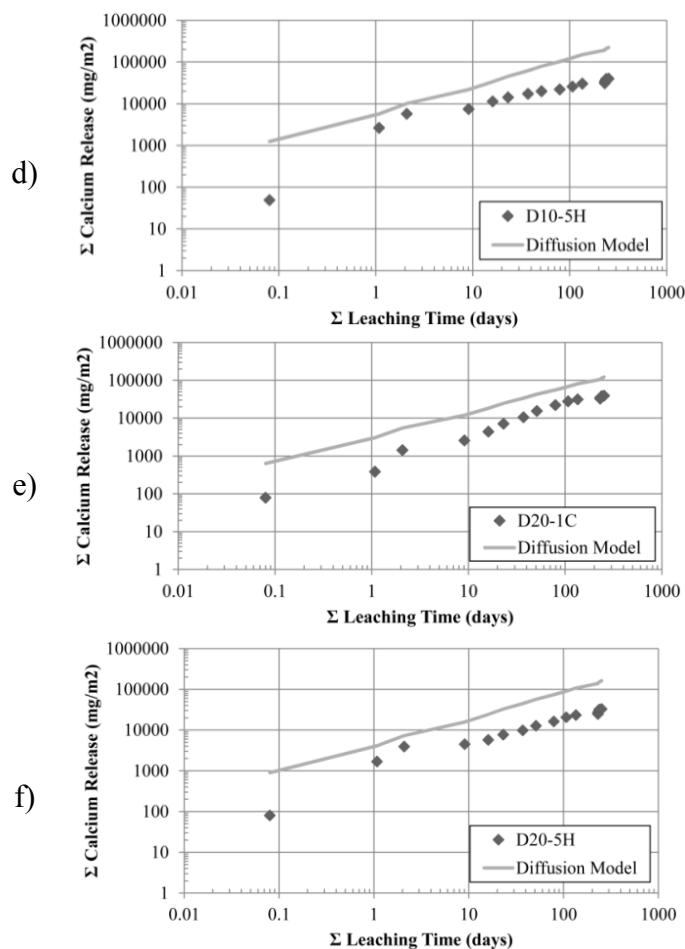 d)
Σ Calcium Release (mg/m2)
1000000
100000
10000
1000
100
10
1
0.01 0.1 1 10 100 1000
Σ Leaching Time (days)
D10-5H
Diffusion Model
e)
Σ Calcium Release (mg/m2)
1000000
100000
10000
1000
100
10
1
0.01 0.1 1 10 100 1000
Σ Leaching Time (days)
D20-1C
Diffusion Model
f)
Σ Calcium Release (mg/m2)
1000000
100000
10000
1000
100
10
1
0.01 0.1 1 10 100 1000
Σ Leaching Time (days)
D20-5H
Diffusion Model